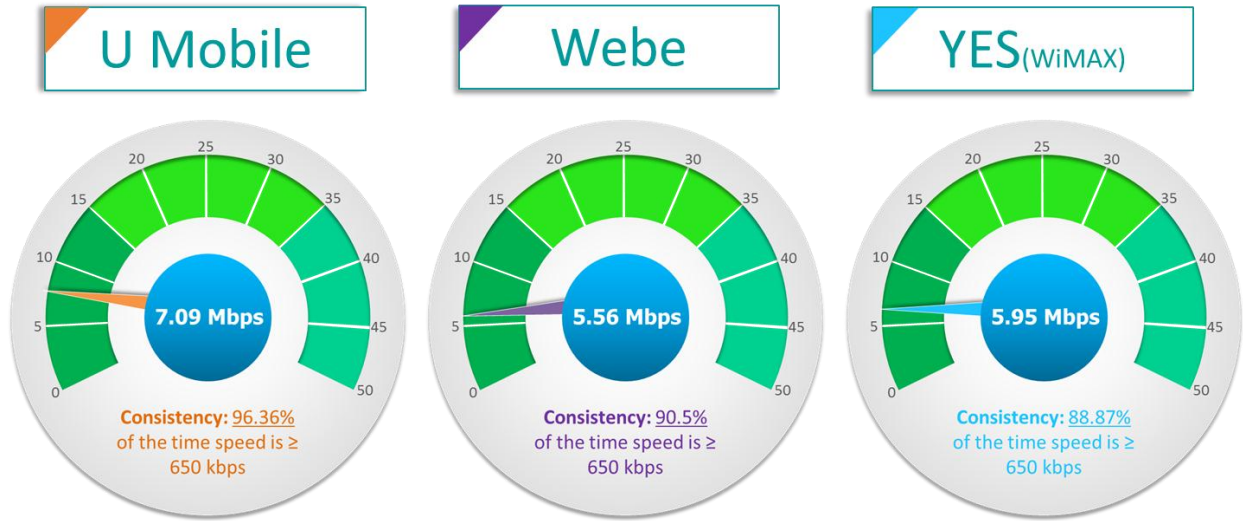 U Mobile
Webe
YES(WiMAX)
0
5
10
15
20
25
30
35
40
45
50
7.09 Mbps
Consistency: 96.36%
of the time speed is ≥
650 kbps
0
5
10
15
20
25
30
35
40
45
50
5.56 Mbps
Consistency: 90.5%
of the time speed is ≥
650 kbps
0
5
10
15
20
25
30
35
40
45
50
5.95 Mbps
Consistency: 88.87%
of the time speed is ≥
650 kbps